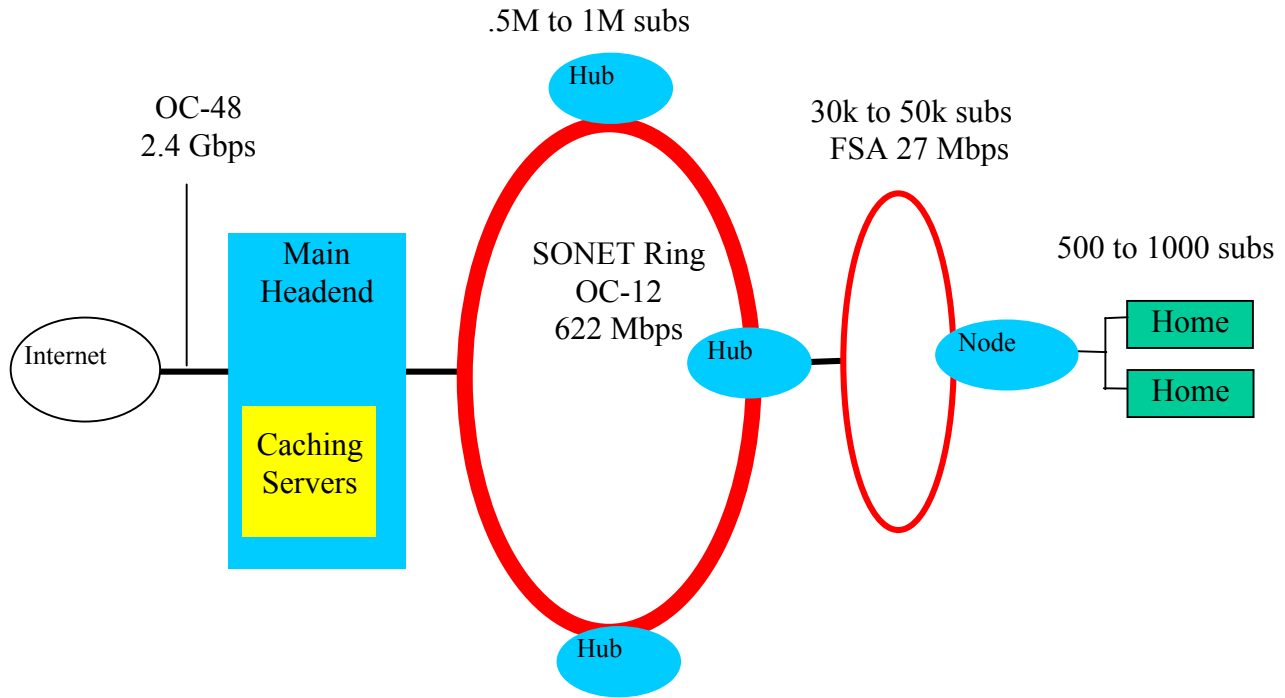 .5M to 1M subs
Hub
OC-48
2.4 Gbps
30k to 50k subs
FSA 27 Mbps
Main
Headend
SONET Ring
OC-12
622 Mbps
500 to 1000 subs
Internet
Hub
Node
Home
Home
Caching
Servers
Hub